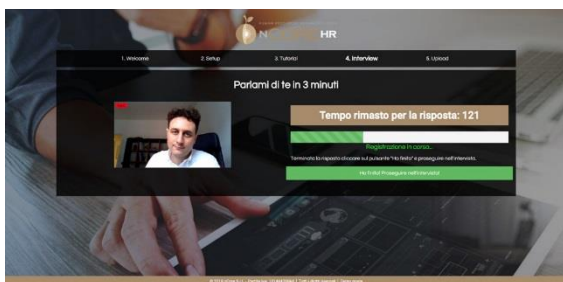 HR
1. Welcome
2. Setup
3. Tutorial
4. Interview
5. Upload
Parlami di te in 3 minuti
Tempo rimasto per la risposta: 121
Registrazione in corso...
Terminata la risposta cliccare sul pulsante "Ho finito" e proseguire nell'intervista.
Ho finito! Proseguire nell'intervista!